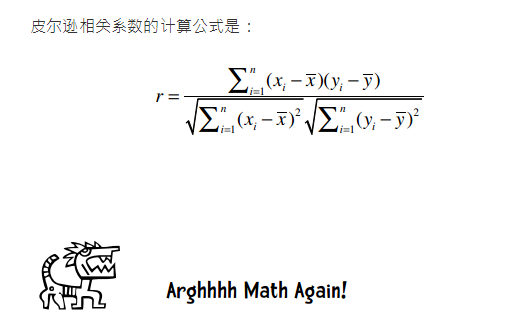 皮尔逊相关系数的计算公式是：
r = \frac{\sum_{i=1}^{n}(x_i - \overline{x})(y_i - \overline{y})}{\sqrt{\sum_{i=1}^{n}(x_i - \overline{x})^2}\sqrt{\sum_{i=1}^{n}(y_i - \overline{y})^2}}
Arghhhh Math Again!